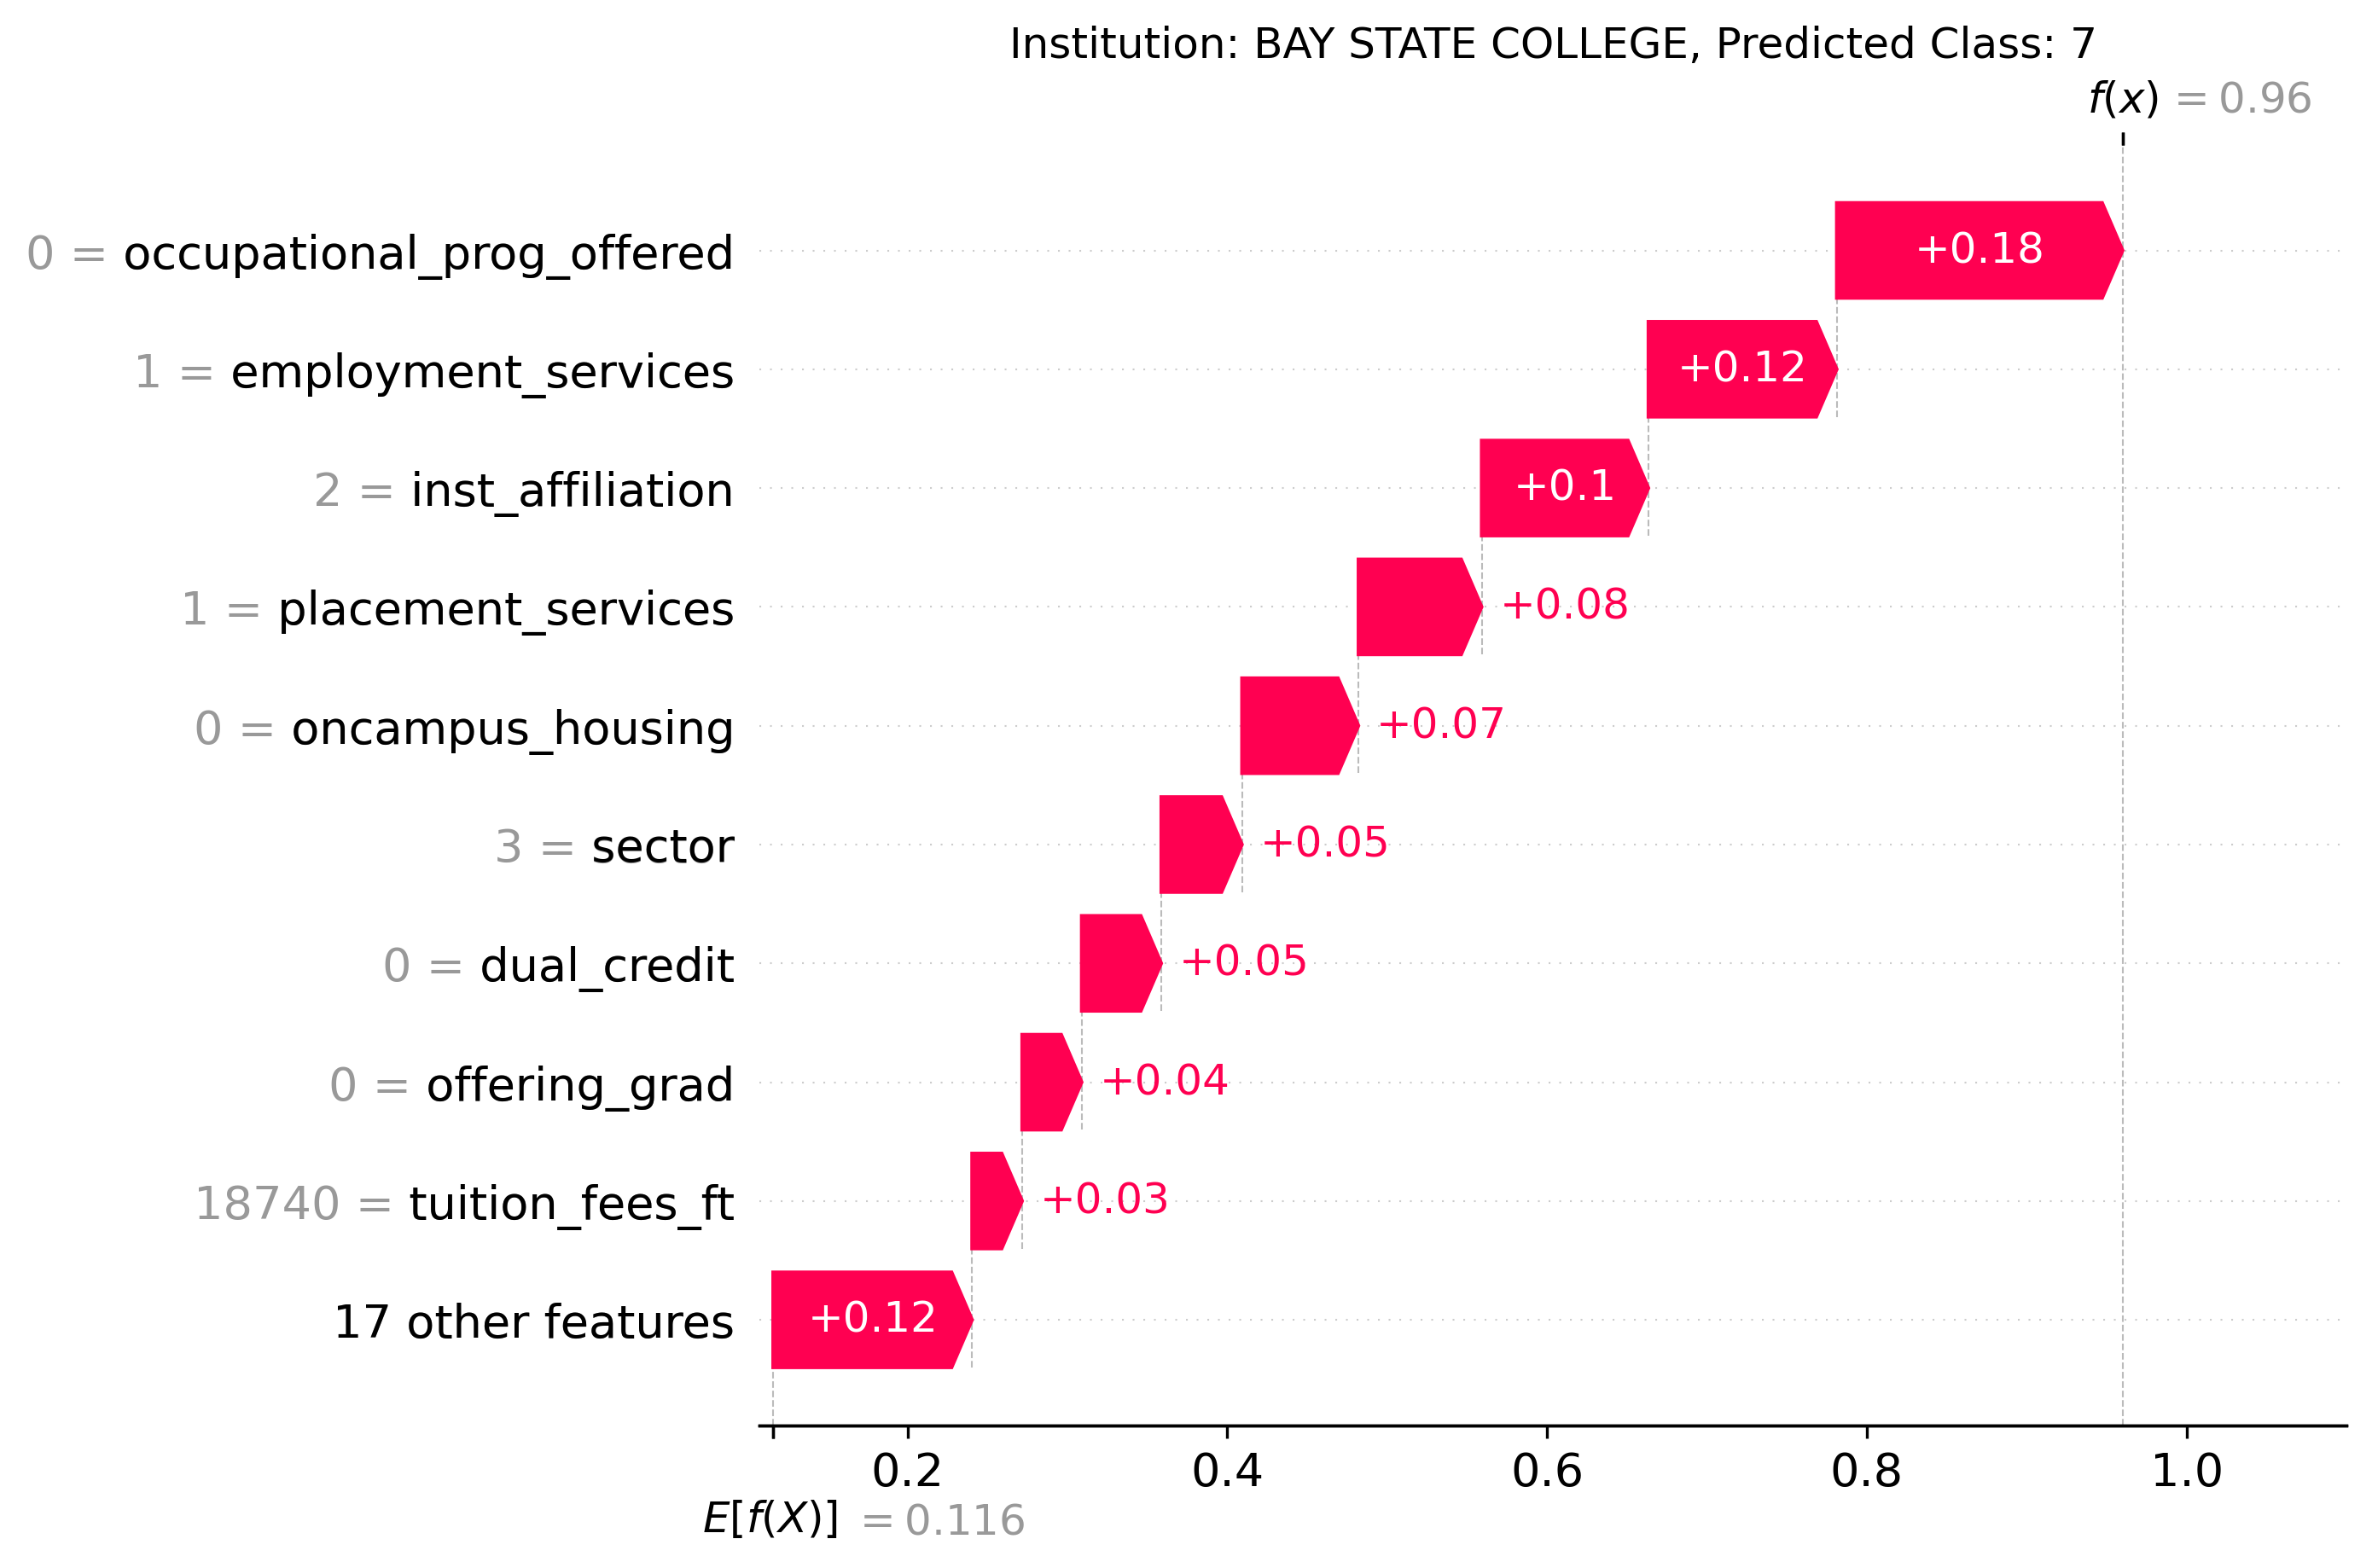 Institution: BAY STATE COLLEGE, Predicted Class: 7
f(x) = 0.96
0 = occupational_prog_offered +0.18
1 = employment_services +0.12
2 = inst_affiliation +0.1
1 = placement_services +0.08
0 = oncampus_housing +0.07
3 = sector +0.05
0 = dual_credit +0.05
0 = offering_grad +0.04
18740 = tuition_fees_ft +0.03
17 other features +0.12
0.2 0.4 0.6 0.8 1.0
E[f(X)] = 0.116